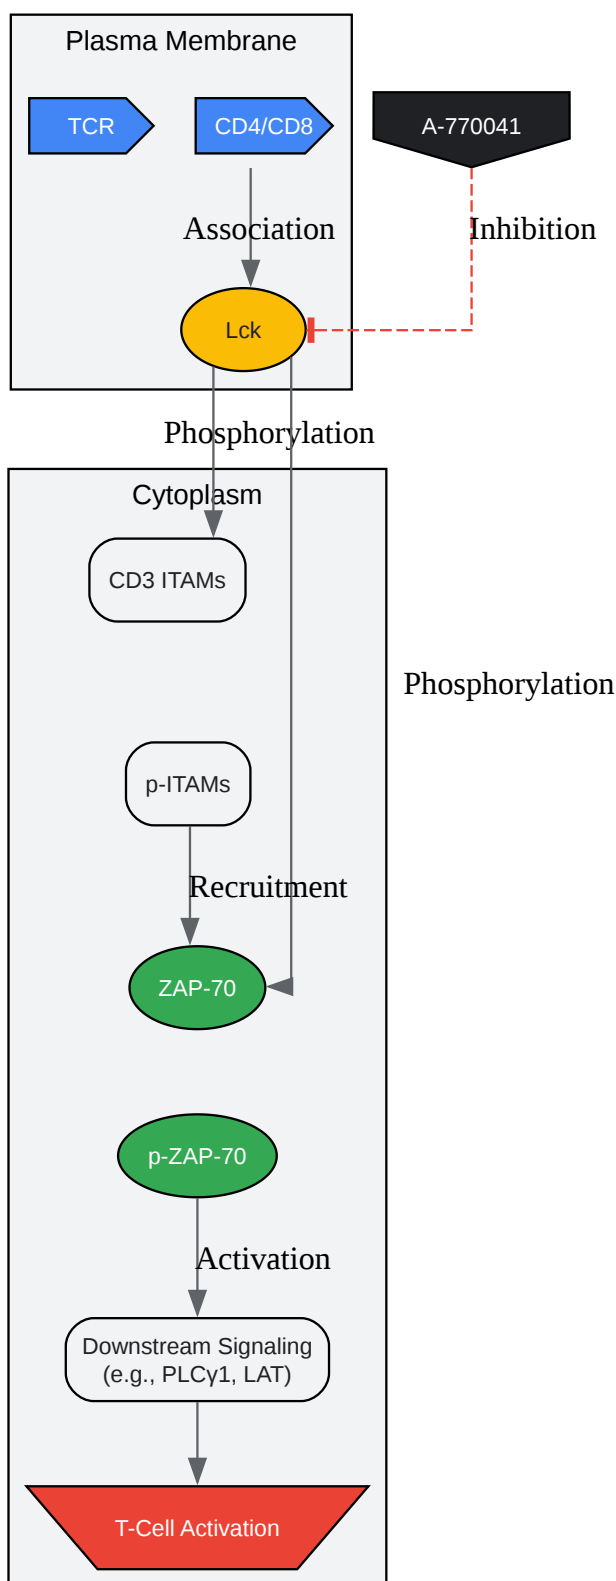 Plasma Membrane
TCR
CD4/CD8
A-770041
Association
Inhibition
Lck
Phosphorylation
Cytoplasm
CD3 ITAMs
Phosphorylation
p-ITAMs
Recruitment
ZAP-70
p-ZAP-70
Activation
Downstream Signaling
(e.g., PLCγ1, LAT)
T-Cell Activation